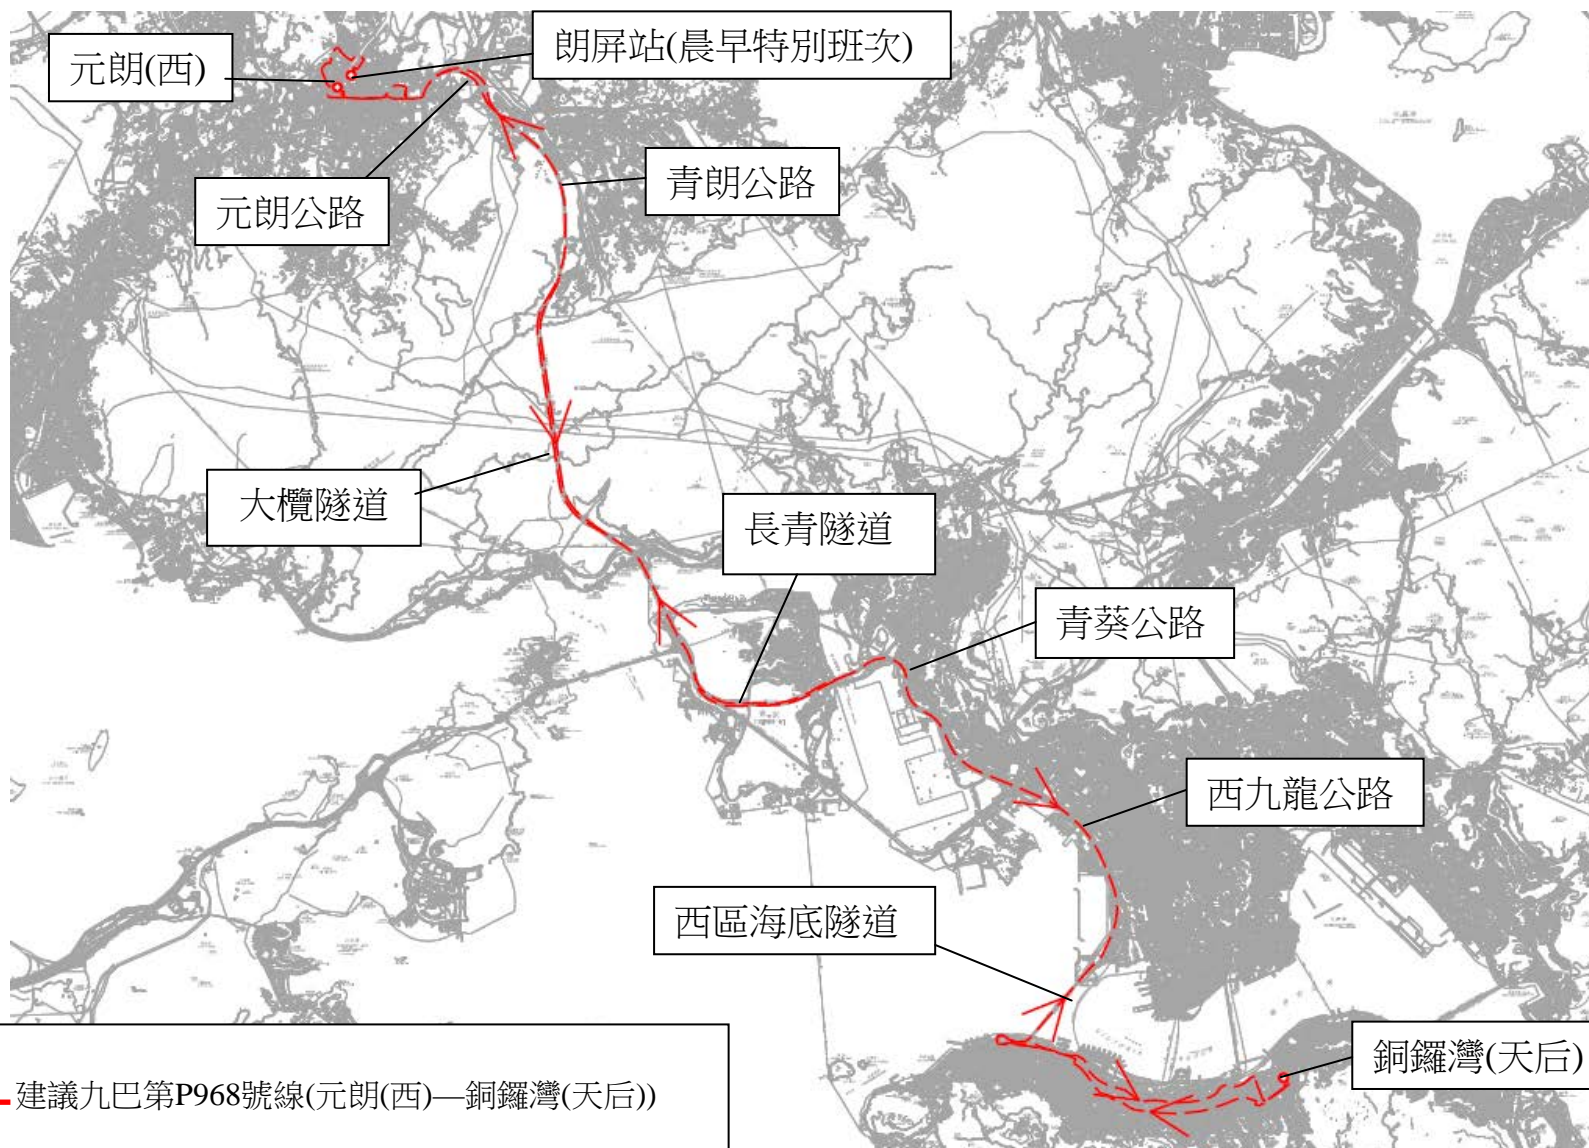 朗屏站(晨早特別班次)
元朗(西)
青朗公路
元朗公路
大欖隧道
長青隧道
青葵公路
西九龍公路
西區海底隧道
銅鑼灣(天后)
建議九巴第P968號線(元朗(西)—銅鑼灣(天后))